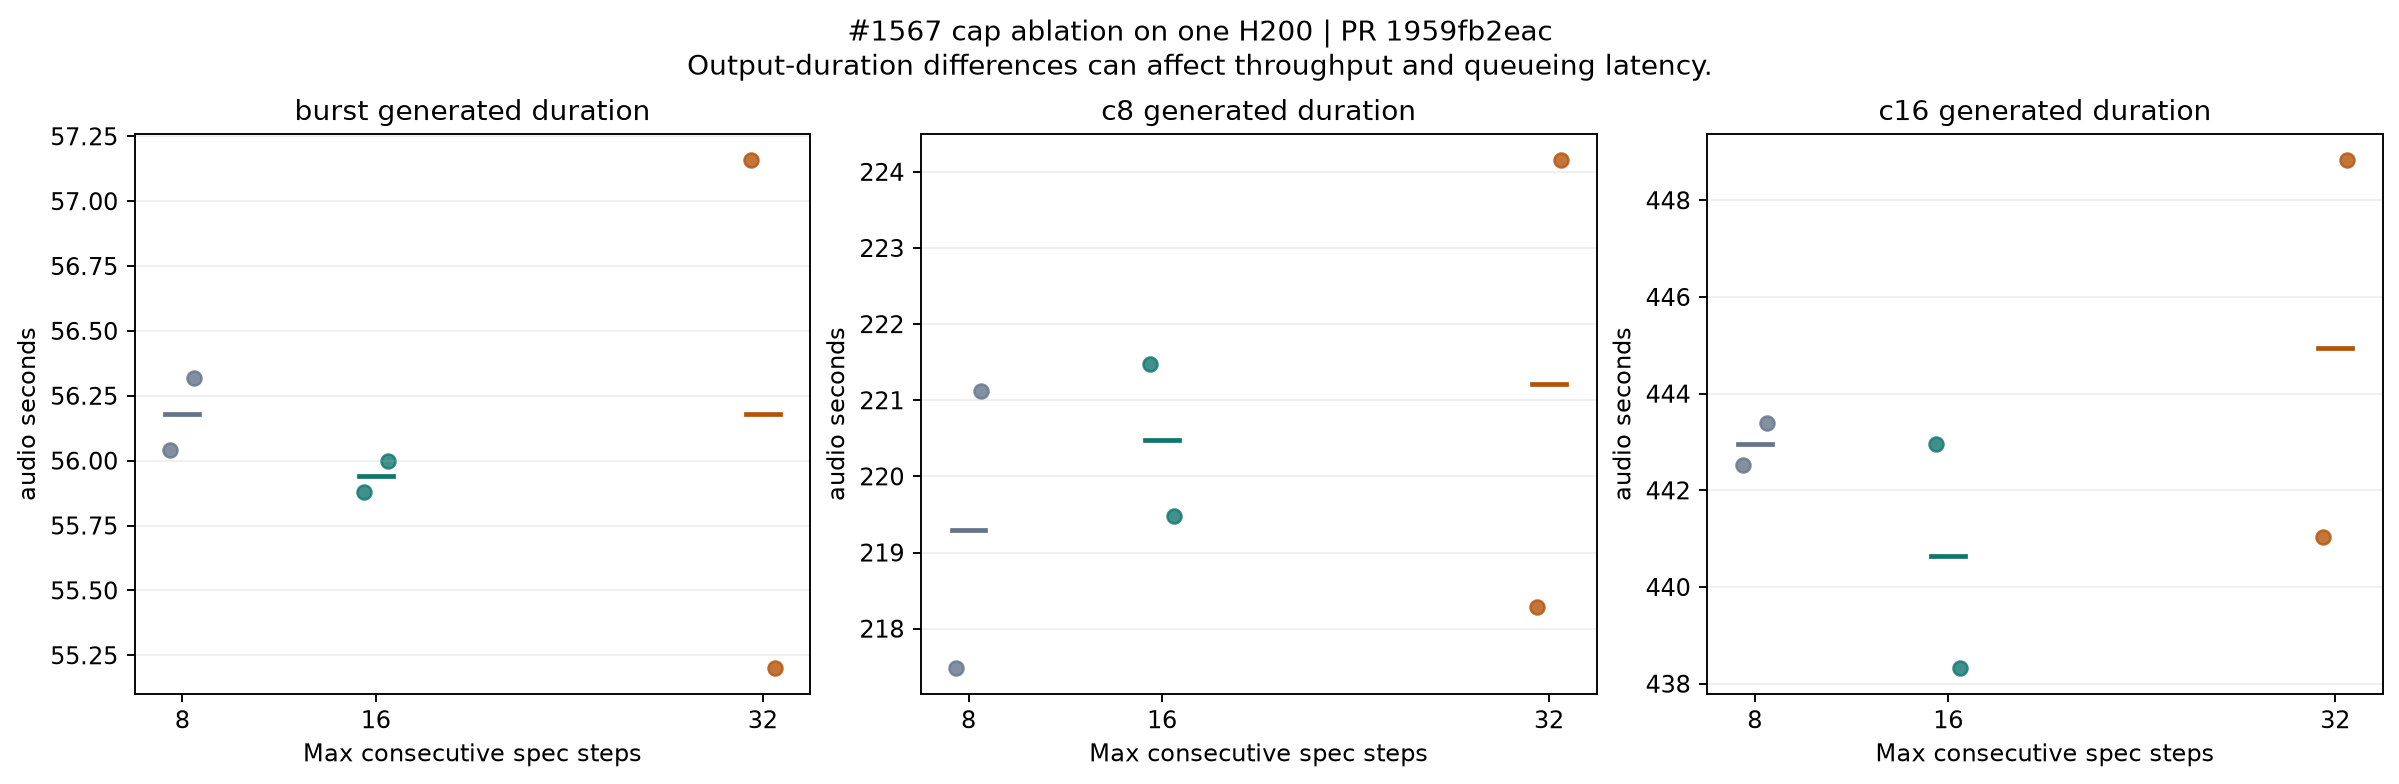 #1567 cap ablation on one H200 | PR 1959fb2eac
Output-duration differences can affect throughput and queueing latency.
burst generated duration
57.25
57.00
56.75
56.50
56.25
56.00
55.75
55.50
55.25
audio seconds
8
16
32
Max consecutive spec steps
c8 generated duration
224
223
222
221
220
219
218
audio seconds
8
16
32
Max consecutive spec steps
c16 generated duration
448
446
444
442
440
438
audio seconds
8
16
32
Max consecutive spec steps